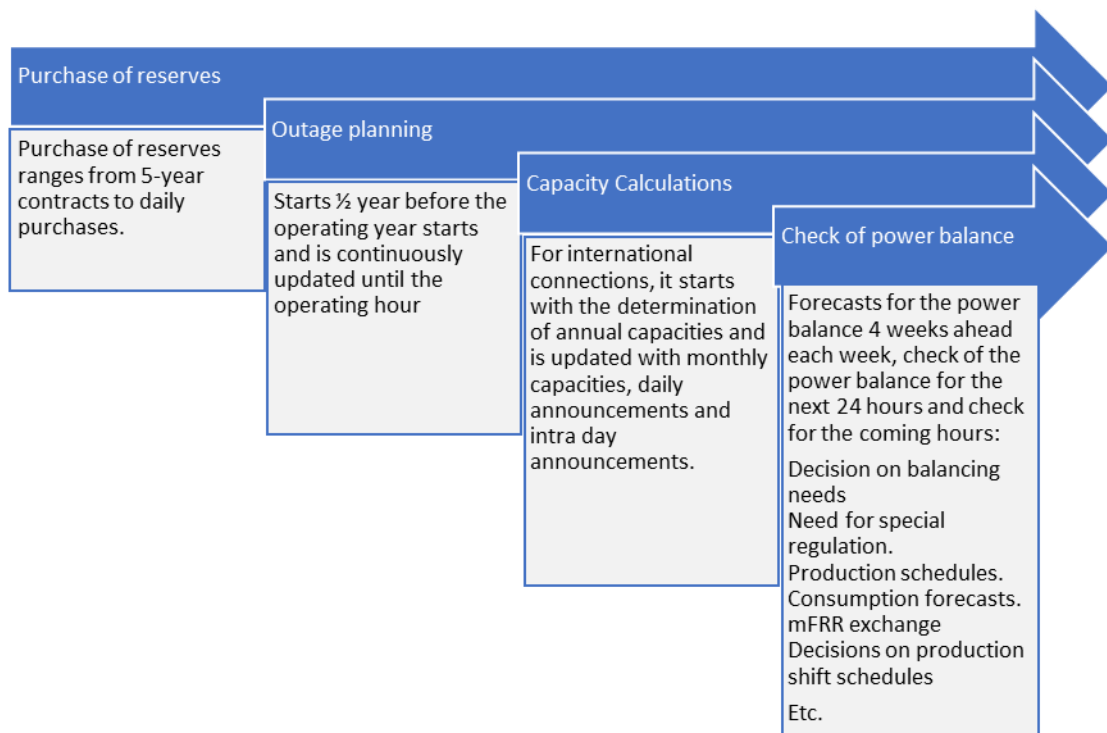 Purchase of reserves
Purchase of reserves
ranges from 5-year
contracts to daily
purchases.
Outage planning
Starts ½ year before the
operating year starts
and is continuously
updated until the
operating hour
Capacity Calculations
For international
connections, it starts
with the determination
of annual capacities and
is updated with monthly
capacities, daily
announcements and
intra day
announcements.
Check of power balance
Forecasts for the power
balance 4 weeks ahead
each week, check of the
power balance for the
next 24 hours and check
for the coming hours:
Decision on balancing
needs
Need for special
regulation.
Production schedules.
Consumption forecasts.
mFRR exchange
Decisions on production
shift schedules
Etc.